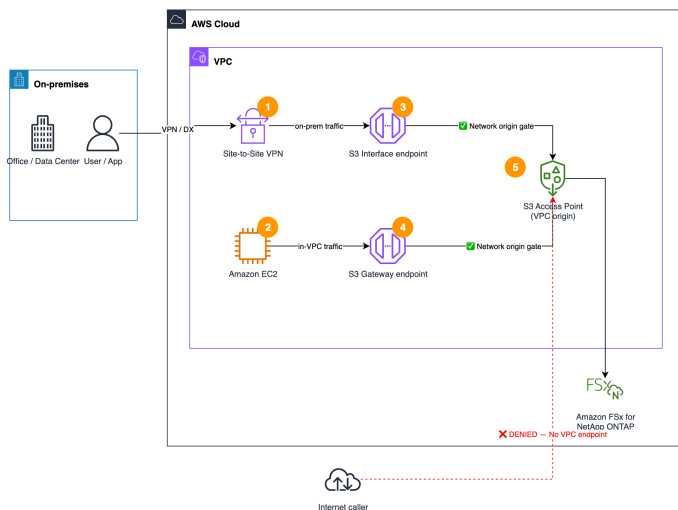 AWS Cloud
VPC
On-premises
1
3
VPN / DX
on-prem traffic
✅ Network origin gate
Office / Data Center
User / App
Site-to-Site VPN
S3 Interface endpoint
5
S3 Access Point
(VPC origin)
2
4
in-VPC traffic
✅ Network origin gate
Amazon EC2
S3 Gateway endpoint
FSx
N
Amazon FSx for
NetApp ONTAP
❌ DENIED — No VPC endpoint
Internet caller